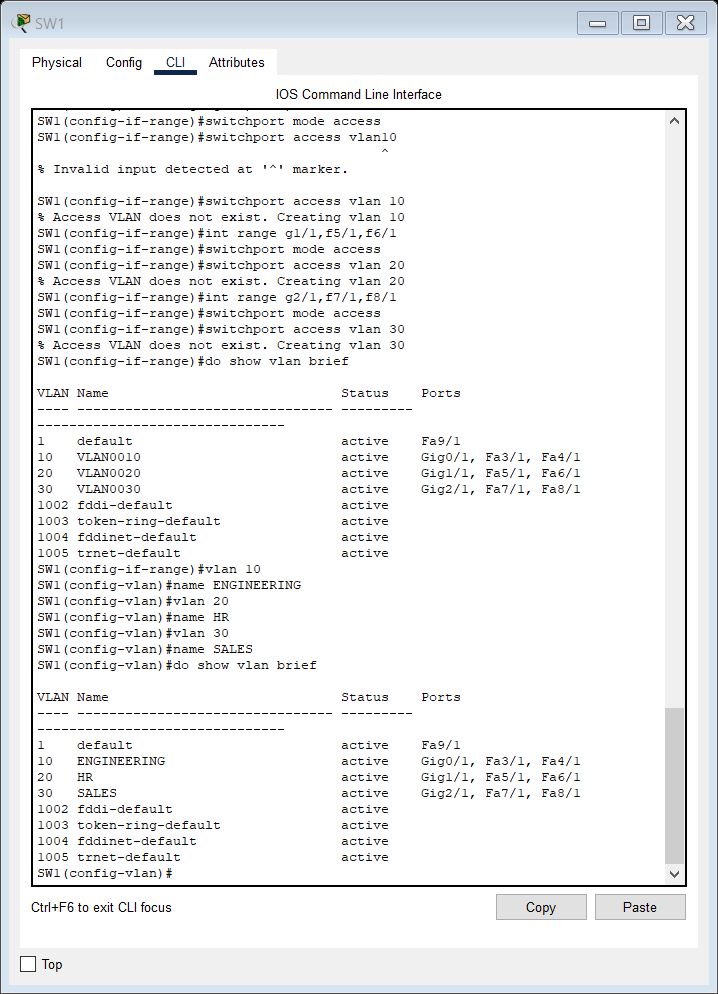 SW1
Physical Config CLI Attributes
IOS Command Line Interface
SW1(config-if-range)#switchport mode access
SW1(config-if-range)#switchport access vlan10
^
% Invalid input detected at '^' marker.
SW1(config-if-range)#switchport access vlan 10
% Access VLAN does not exist. Creating vlan 10
SW1(config-if-range)#int range g1/1,f5/1,f6/1
SW1(config-if-range)#switchport mode access
SW1(config-if-range)#switchport access vlan 20
% Access VLAN does not exist. Creating vlan 20
SW1(config-if-range)#int range g2/1,f7/1,f8/1
SW1(config-if-range)#switchport mode access
SW1(config-if-range)#switchport access vlan 30
% Access VLAN does not exist. Creating vlan 30
SW1(config-if-range)#do show vlan brief
VLAN Name Status Ports
---- -------------------------------- ---------
-------------------------------
1 default active Fa9/1
10 VLAN0010 active Gig0/1, Fa3/1, Fa4/1
20 VLAN0020 active Gig1/1, Fa5/1, Fa6/1
30 VLAN0030 active Gig2/1, Fa7/1, Fa8/1
1002 fddi-default active
1003 token-ring-default active
1004 fddinet-default active
1005 trnet-default active
SW1(config-if-range)#vlan 10
SW1(config-vlan)#name ENGINEERING
SW1(config-vlan)#vlan 20
SW1(config-vlan)#name HR
SW1(config-vlan)#vlan 30
SW1(config-vlan)#name SALES
SW1(config-vlan)#do show vlan brief
VLAN Name Status Ports
---- -------------------------------- ---------
-------------------------------
1 default active Fa9/1
10 ENGINEERING active Gig0/1, Fa3/1, Fa4/1
20 HR active Gig1/1, Fa5/1, Fa6/1
30 SALES active Gig2/1, Fa7/1, Fa8/1
1002 fddi-default active
1003 token-ring-default active
1004 fddinet-default active
1005 trnet-default active
SW1(config-vlan)#
Ctrl+F6 to exit CLI focus
Copy Paste
Top